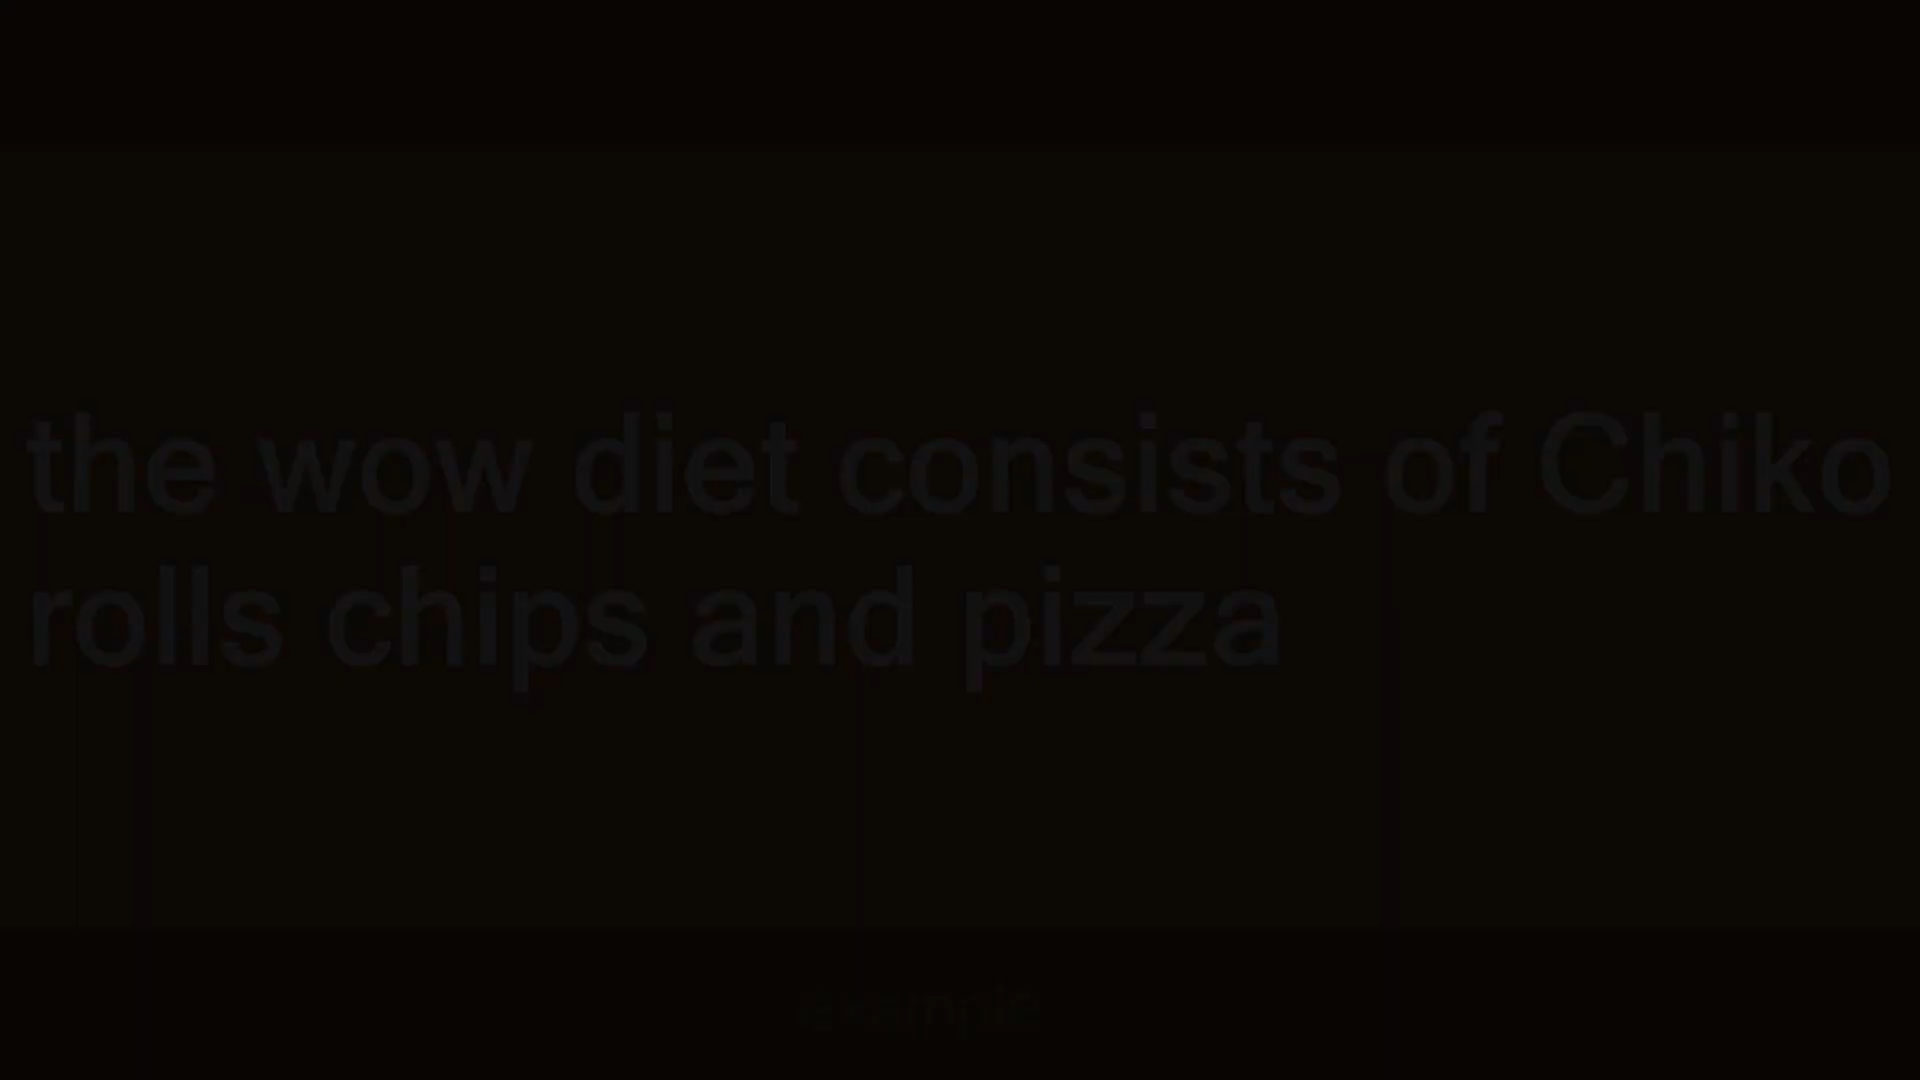 the wow diet consists of Chiko
rolls chips and pizza
example